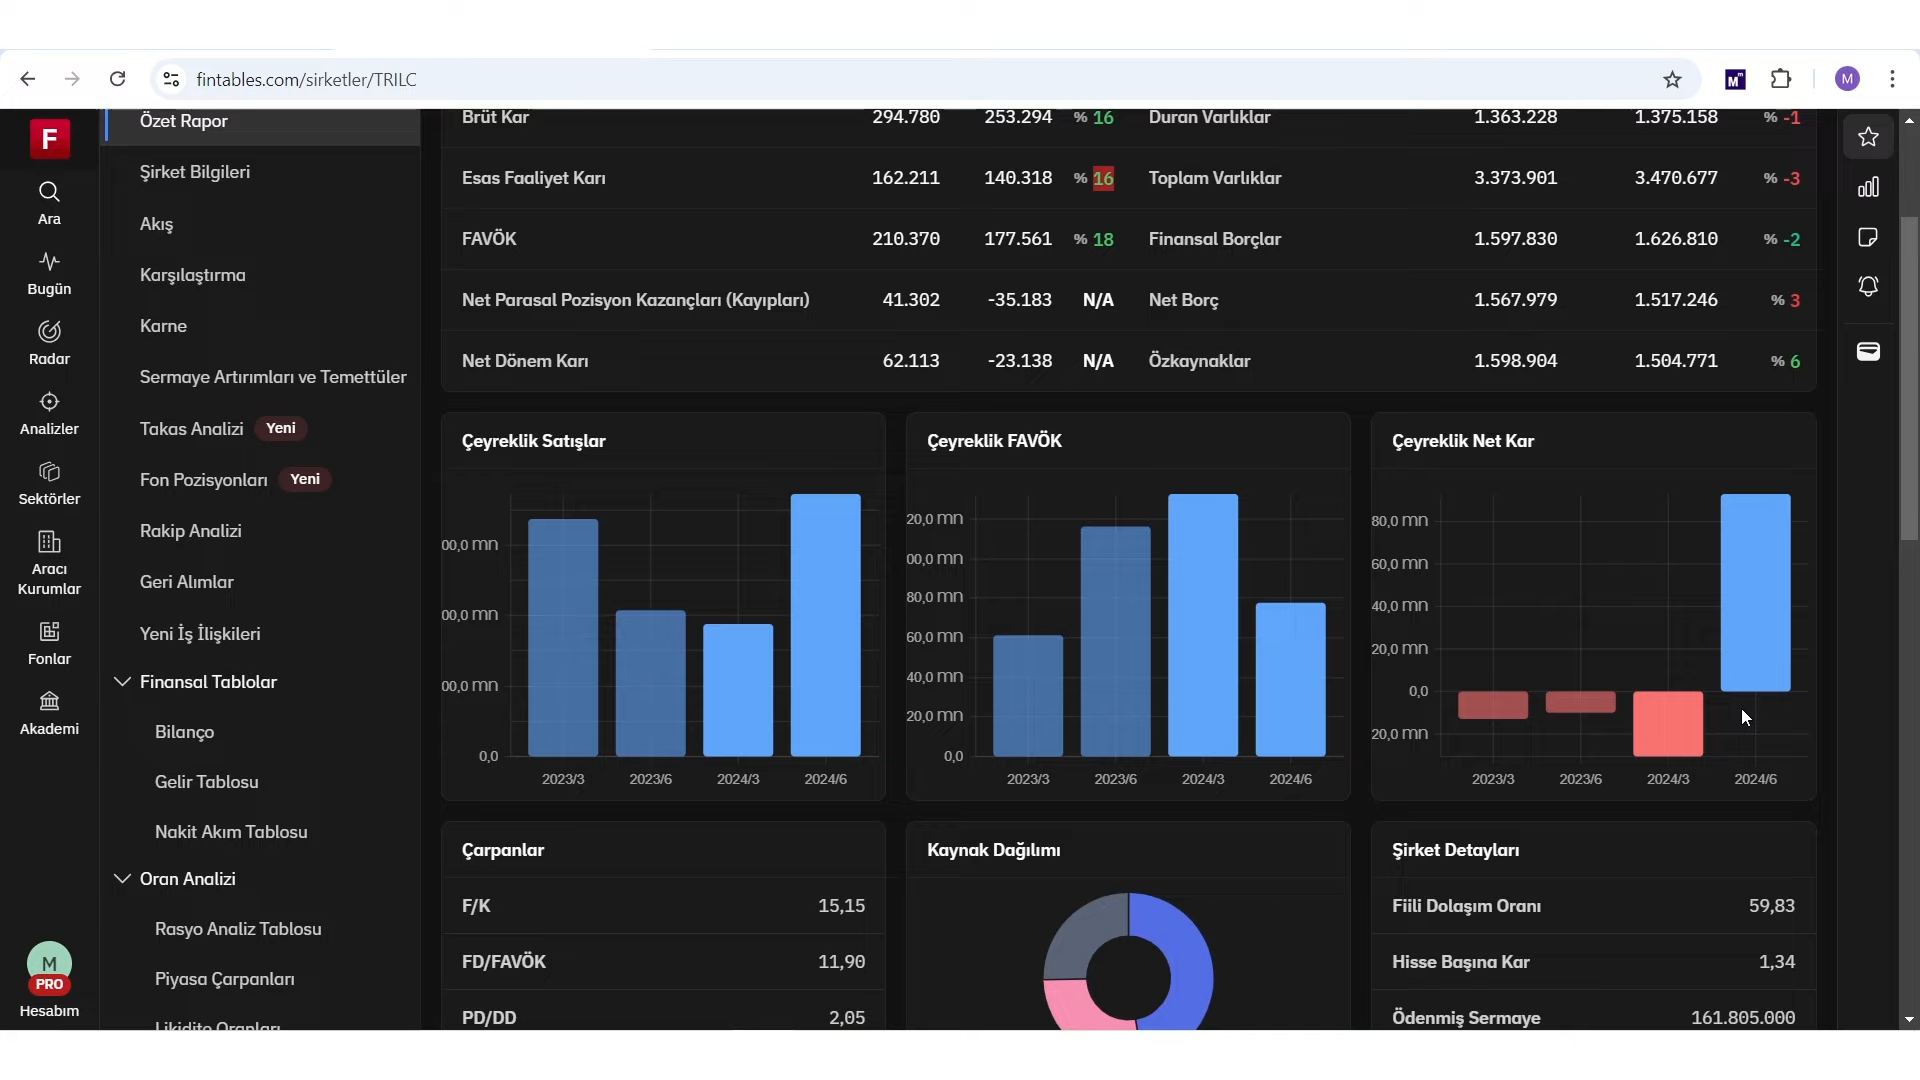 fintables.com/sirketler/TRILC
M
M
F
Ara
Bugün
Radar
Analizler
Sektörler
Aracı
Kurumlar
Fonlar
Akademi
M
PRO
Hesabım
Özet Rapor
Şirket Bilgileri
Akış
Karşılaştırma
Karne
Sermaye Artırımları ve Temettüler
Takas Analizi Yeni
Fon Pozisyonları Yeni
Rakip Analizi
Geri Alımlar
Yeni İş İlişkileri
Finansal Tablolar
Bilanço
Gelir Tablosu
Nakit Akım Tablosu
Oran Analizi
Rasyo Analiz Tablosu
Piyasa Çarpanları
Likidite Oranları
Brüt Kar 294.780 253.294 % 16 Duran Varlıklar 1.363.228 1.375.158 % -1
Esas Faaliyet Karı 162.211 140.318 % 16 Toplam Varlıklar 3.373.901 3.470.677 % -3
FAVÖK 210.370 177.561 % 18 Finansal Borçlar 1.597.830 1.626.810 % -2
Net Parasal Pozisyon Kazançları (Kayıpları) 41.302 -35.183 N/A Net Borç 1.567.979 1.517.246 % 3
Net Dönem Karı 62.113 -23.138 N/A Özkaynaklar 1.598.904 1.504.771 % 6
Çeyreklik Satışlar
00,0 mn
00,0 mn
00,0 mn
0,0
2023/3 2023/6 2024/3 2024/6
Çeyreklik FAVÖK
20,0 mn
00,0 mn
80,0 mn
60,0 mn
40,0 mn
20,0 mn
0,0
2023/3 2023/6 2024/3 2024/6
Çeyreklik Net Kar
80,0 mn
60,0 mn
40,0 mn
20,0 mn
0,0
20,0 mn
2023/3 2023/6 2024/3 2024/6
Çarpanlar
F/K 15,15
FD/FAVÖK 11,90
PD/DD 2,05
Kaynak Dağılımı
Şirket Detayları
Fiili Dolaşım Oranı 59,83
Hisse Başına Kar 1,34
Ödenmiş Sermaye 161.805.000